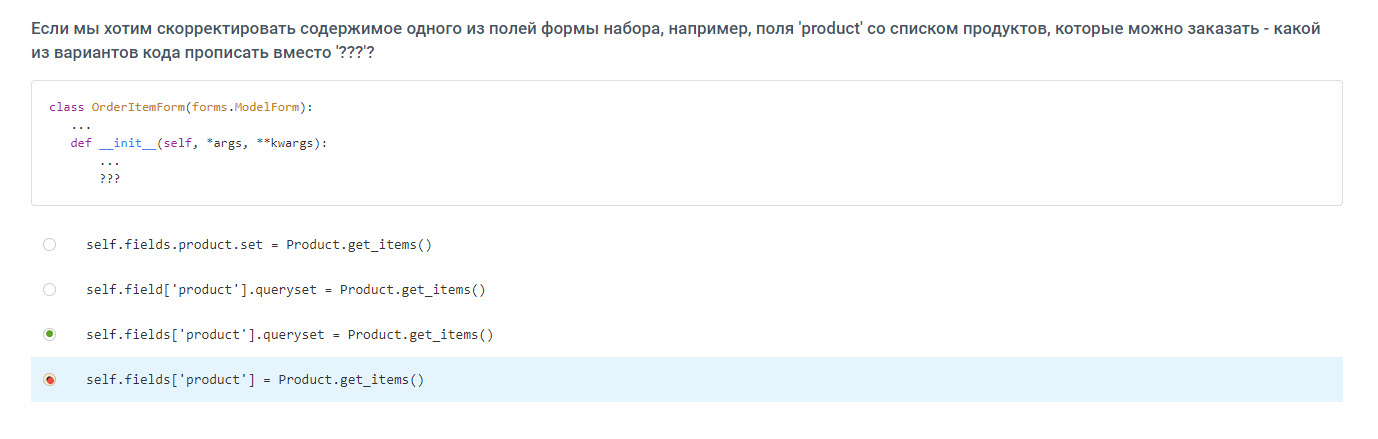 Если мы хотим скорректировать содержимое одного из полей формы набора, например, поля 'product' со списком продуктов, которые можно заказать - какой
из вариантов кода прописать вместо '???'?
class OrderItemForm(forms.ModelForm):
...
def __init__(self, *args, **kwargs):
...
???
self.fields.product.set = Product.get_items()
self.field['product'].queryset = Product.get_items()
self.fields['product'].queryset = Product.get_items()
self.fields['product'] = Product.get_items()